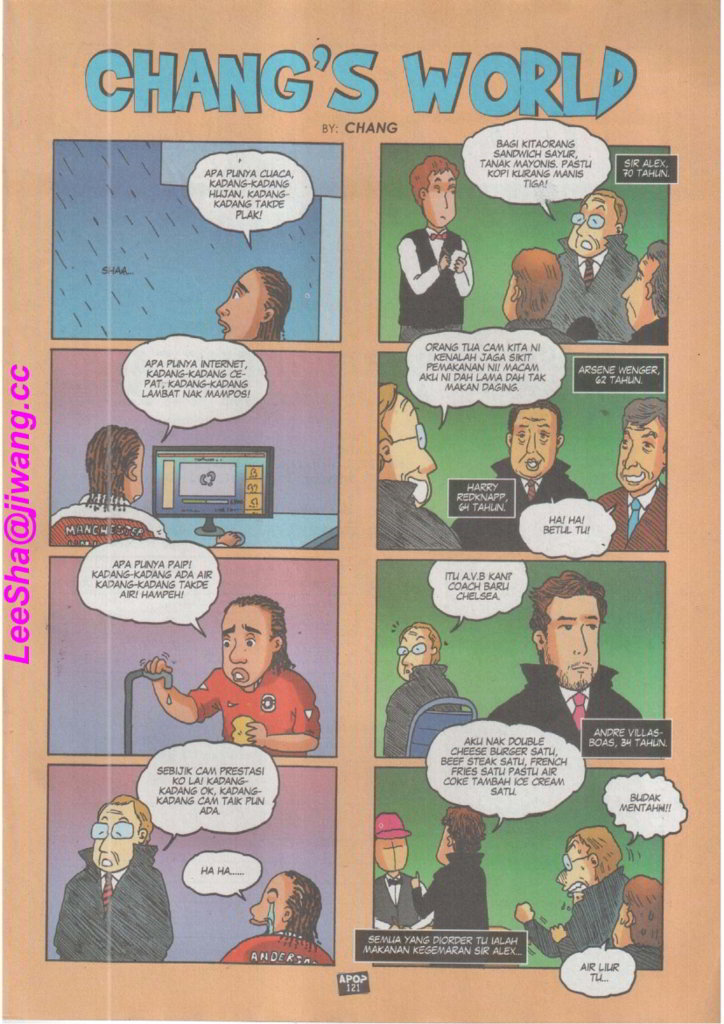 CHANG'S WORLD
BY: CHANG
APA PUNYA CUACA,
KADANG-KADANG
HUJAN, KADANG-
KADANG TAKDE
PLAK!
SHAA...
APA PUNYA INTERNET,
KADANG-KADANG CE-
PAT, KADANG-KADANG
LAMBAT NAK MAMPOS!
MANCHESTER
APA PUNYA PAIP!
KADANG-KADANG ADA AIR
KADANG-KADANG TAKDE
AIR! HAMPEH!
SEBIJIK CAM PRESTASI
KO LA! KADANG-
KADANG OK, KADANG-
KADANG CAM TAIK PUN
ADA.
HA HA.....
ANDERSO
BAGI KITAORANG
SANDWICH SAYUR,
TANAK MAYONIS. PASTU
KOPI KURANG MANIS
TIGA!
SIR ALEX,
70 TAHUN.
ORANG TUA CAM KITA NI
KENALAH JAGA SIKIT
PEMAKANAN NI! MACAM
AKU NI DAH LAMA DAH TAK
MAKAN DAGING.
ARSENE WENGER,
62 TAHUN.
HARRY
REDKNAPP,
64 TAHUN.
HA! HA!
BETUL TU!
ITU A.V.B KAN?
COACH BARU
CHELSEA.
ANDRE VILLAS-
BOAS, 34 TAHUN.
AKU NAK DOUBLE
CHEESE BURGER SATU,
BEEF STEAK SATU, FRENCH
FRIES SATU PASTU AIR
COKE TAMBAH ICE CREAM
SATU.
BUDAK
MENTAH!!!
SEMUA YANG DIORDER TU IALAH
MAKANAN KEGEMARAN SIR ALEX...
AIR LIUR
TU...
APO?
121
LeeSha@jiwang.cc